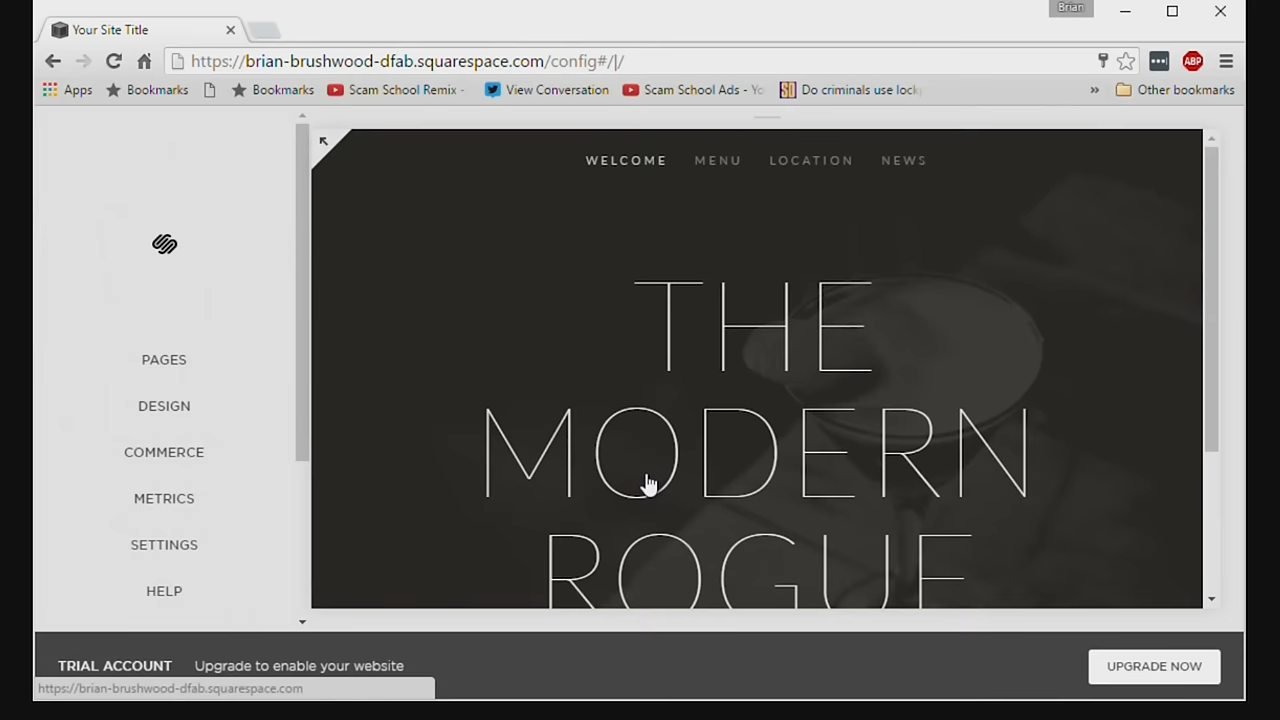 Brian
Your Site Title
https://brian-brushwood-dfab.squarespace.com/config#/|/
ABP
Apps Bookmarks Bookmarks Scam School Remix - View Conversation Scam School Ads - Yo Do criminals use lock » Other bookmarks
WELCOME MENU LOCATION NEWS
THE
MODERN
ROGUE
PAGES
DESIGN
COMMERCE
METRICS
SETTINGS
HELP
TRIAL ACCOUNT Upgrade to enable your website
UPGRADE NOW
https://brian-brushwood-dfab.squarespace.com